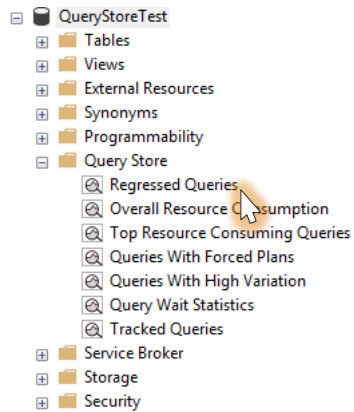 QueryStoreTest
Tables
Views
External Resources
Synonyms
Programmability
Query Store
Regressed Queries
Overall Resource Consumption
Top Resource Consuming Queries
Queries With Forced Plans
Queries With High Variation
Query Wait Statistics
Tracked Queries
Service Broker
Storage
Security